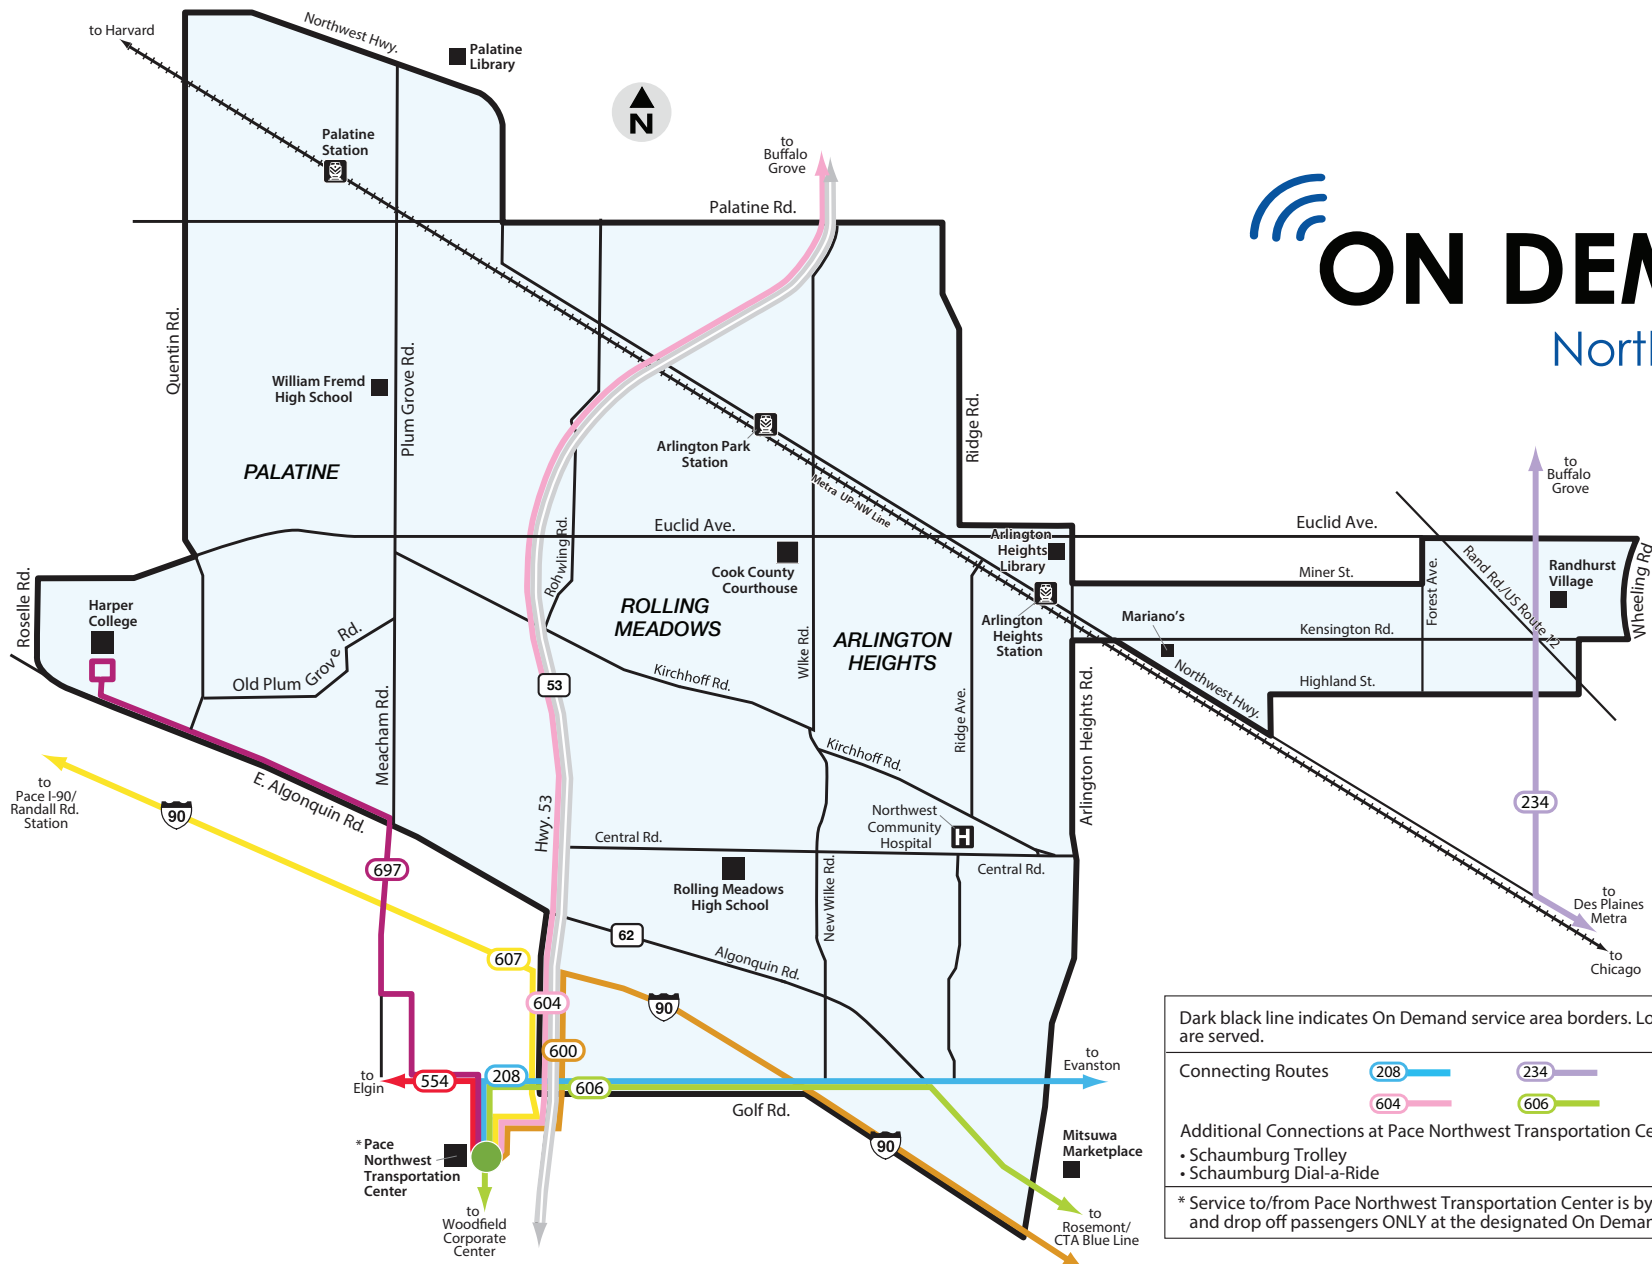 to Harvard
Northwest Hwy.
Palatine
Library
N
Palatine
Station
to
Buffalo
Grove
Palatine Rd.
ON DEM
North
Quentin Rd.
Plum Grove Rd.
William Fremd
High School
PALATINE
Arlington Park
Station
Metra UP-NW Line
Ridge Rd.
to
Buffalo
Grove
Euclid Ave.
Euclid Ave.
Rohwling Rd.
Cook County
Courthouse
Arlington
Heights
Library
Miner St.
Forest Ave.
Rand Rd./US Route 12
Randhurst
Village
Wheeling Rd
Roselle Rd.
Harper
College
ROLLING
MEADOWS
Wlke Rd.
ARLINGTON
HEIGHTS
Arlington
Heights
Station
Mariano's
Kensington Rd.
Old Plum Grove Rd.
Kirchhoff Rd.
53
Northwest Hwy.
Highland St.
Meacham Rd.
Ridge Ave.
Arlington Heights Rd.
Kirchhoff Rd.
to
Pace I-90/
Randall Rd.
Station
90
E. Algonquin Rd.
Hwy. 53
Northwest
Community
Hospital
H
234
Central Rd.
Central Rd.
697
Rolling Meadows
High School
New Wilke Rd.
to
Des Plaines
Metra
62
Algonquin Rd.
607
to
Chicago
604
90
600
to
Elgin
554
208
606
to
Evanston
Golf Rd.
90
* Pace
Northwest
Transportation
Center
to
Woodfield
Corporate
Center
Mitsuwa
Marketplace
to
Rosemont/
CTA Blue Line
Dark black line indicates On Demand service area borders. Lo
are served.
Connecting Routes
208
234
604
606
Additional Connections at Pace Northwest Transportation Ce
• Schaumburg Trolley
• Schaumburg Dial-a-Ride
* Service to/from Pace Northwest Transportation Center is by
and drop off passengers ONLY at the designated On Deman